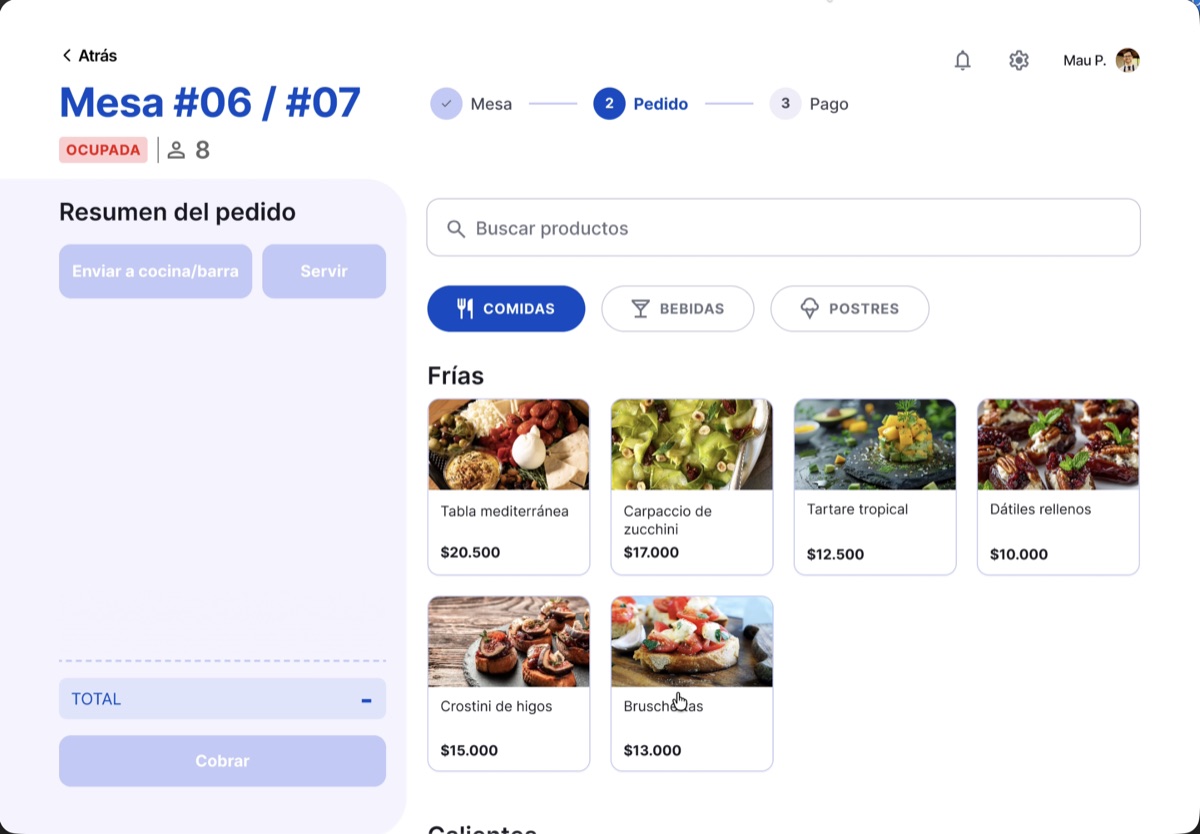 Atrás
Mau P.
Mesa #06 / #07
Mesa
2
Pedido
3
Pago
OCUPADA
8
Resumen del pedido
Enviar a cocina/barra
Servir
TOTAL
-
Cobrar
Buscar productos
COMIDAS
BEBIDAS
POSTRES
Frías
Tabla mediterránea
$20.500
Carpaccio de
zucchini
$17.000
Tartare tropical
$12.500
Dátiles rellenos
$10.000
Crostini de higos
$15.000
Bruschettas
$13.000
Calientes